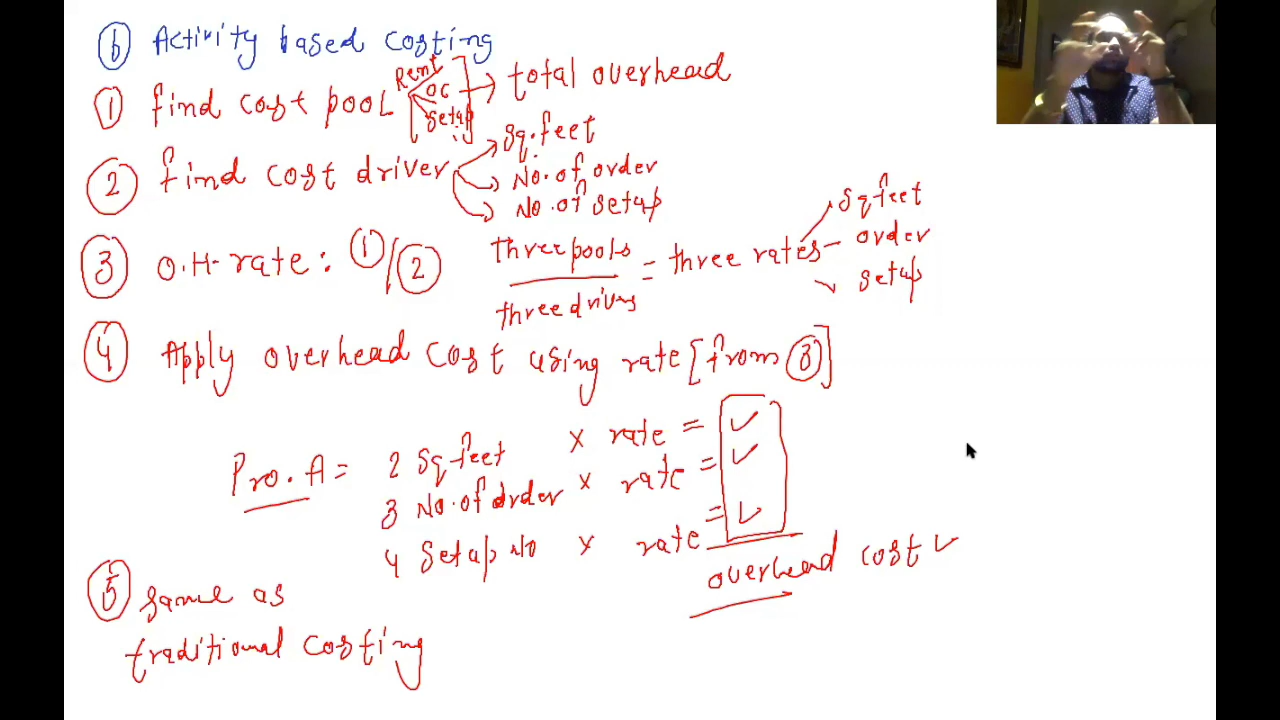 (b) Activity based costing
(1) find cost pool
Rent
OC
setup
→ total overhead
(2) find cost driver
Sq.feet
No. of order
No. of setup
(3) O.H-rate: (1)/(2)
three pools
three drivers
= three rates
Sq feet
order
setup
(4) Apply overhead cost using rate [from (3)]
Pro. A =
2 Sq feet × rate = ✓
3 No. of order × rate = ✓
4 Setup No × rate = ✓
overhead cost ✓
(5) same as
traditional costing